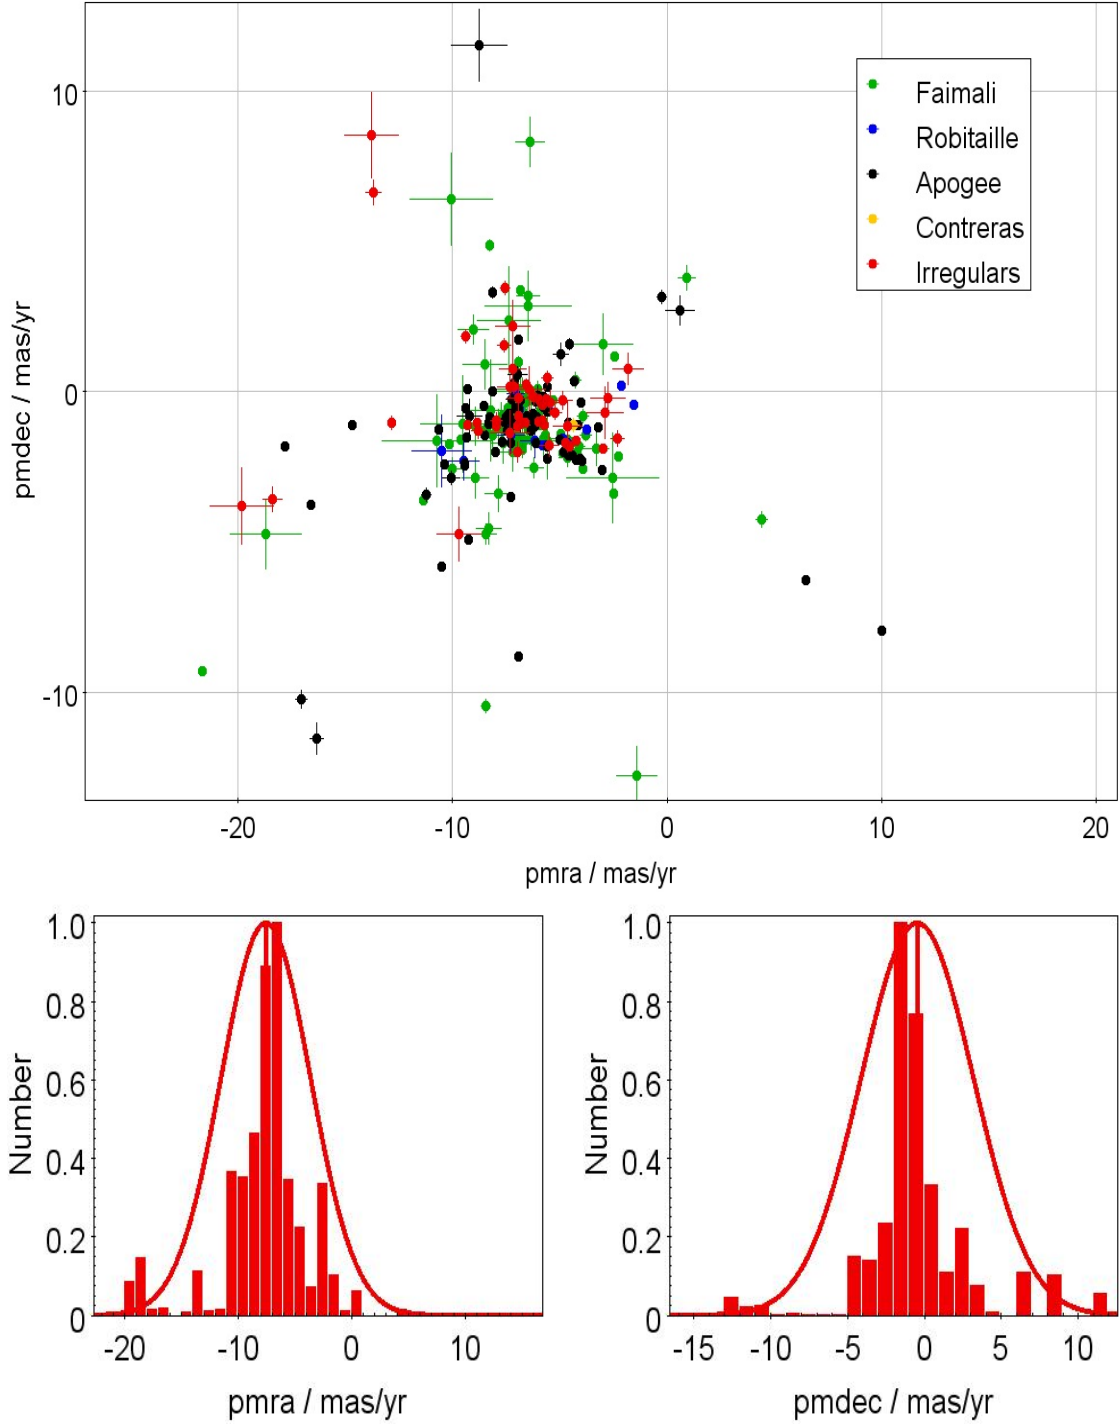 10
0
-10
pmdec / mas/yr
Faimali
Robitaille
Apogee
Contreras
Irregulars
-20 -10 0 10 20
pmra / mas/yr
1.0
0.8
0.6
0.4
0.2
0
Number
-20 -10 0 10
pmra / mas/yr
1.0
0.8
0.6
0.4
0.2
0
Number
-15 -10 -5 0 5 10
pmdec / mas/yr